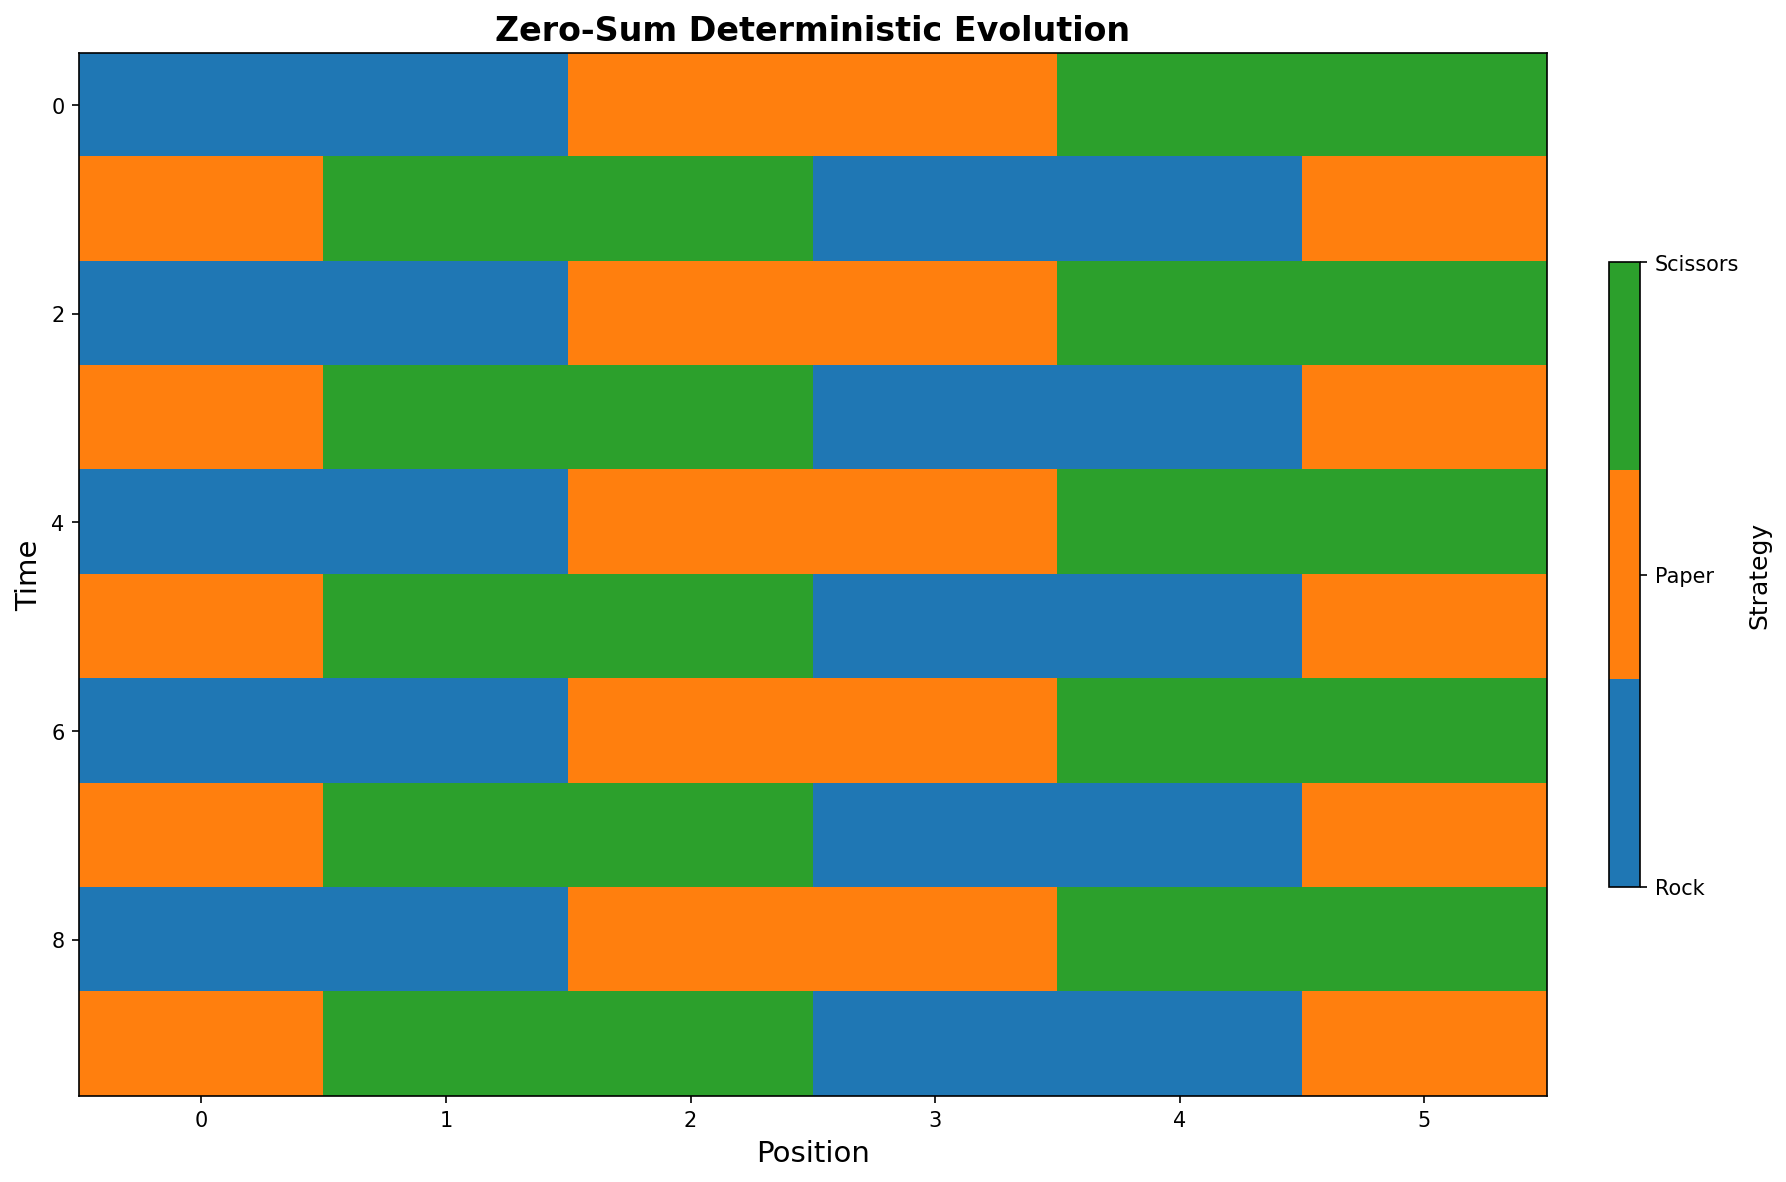 Zero-Sum Deterministic Evolution
0
2
4
6
8
Time
0 1 2 3 4 5
Position
Scissors
Paper
Rock
Strategy